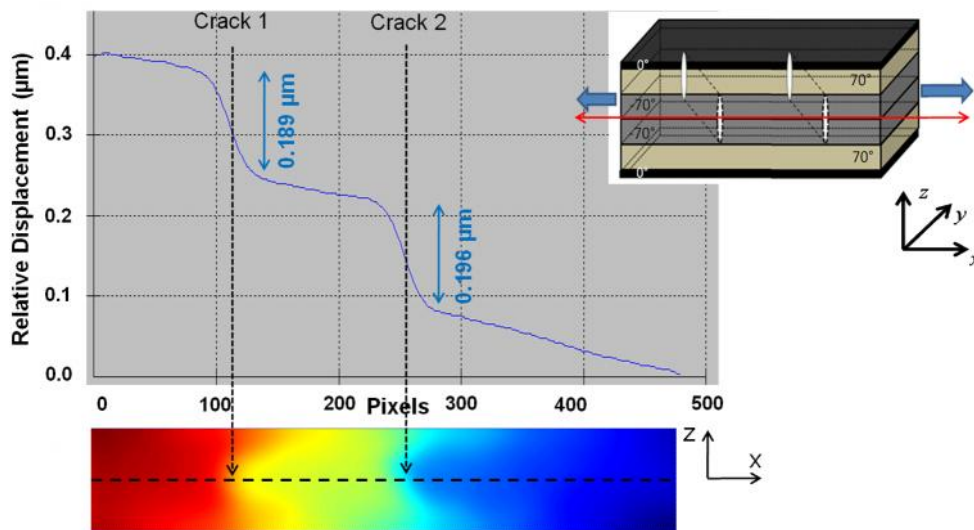 Crack 1
Crack 2
Relative Displacement (µm)
0.4
0.3
0.2
0.1
0.0
0.189 µm
0.196 µm
0
100
200
300
400
500
Pixels
0°
70°
-70°
-70°
70°
0°
z
y
x
Z
X